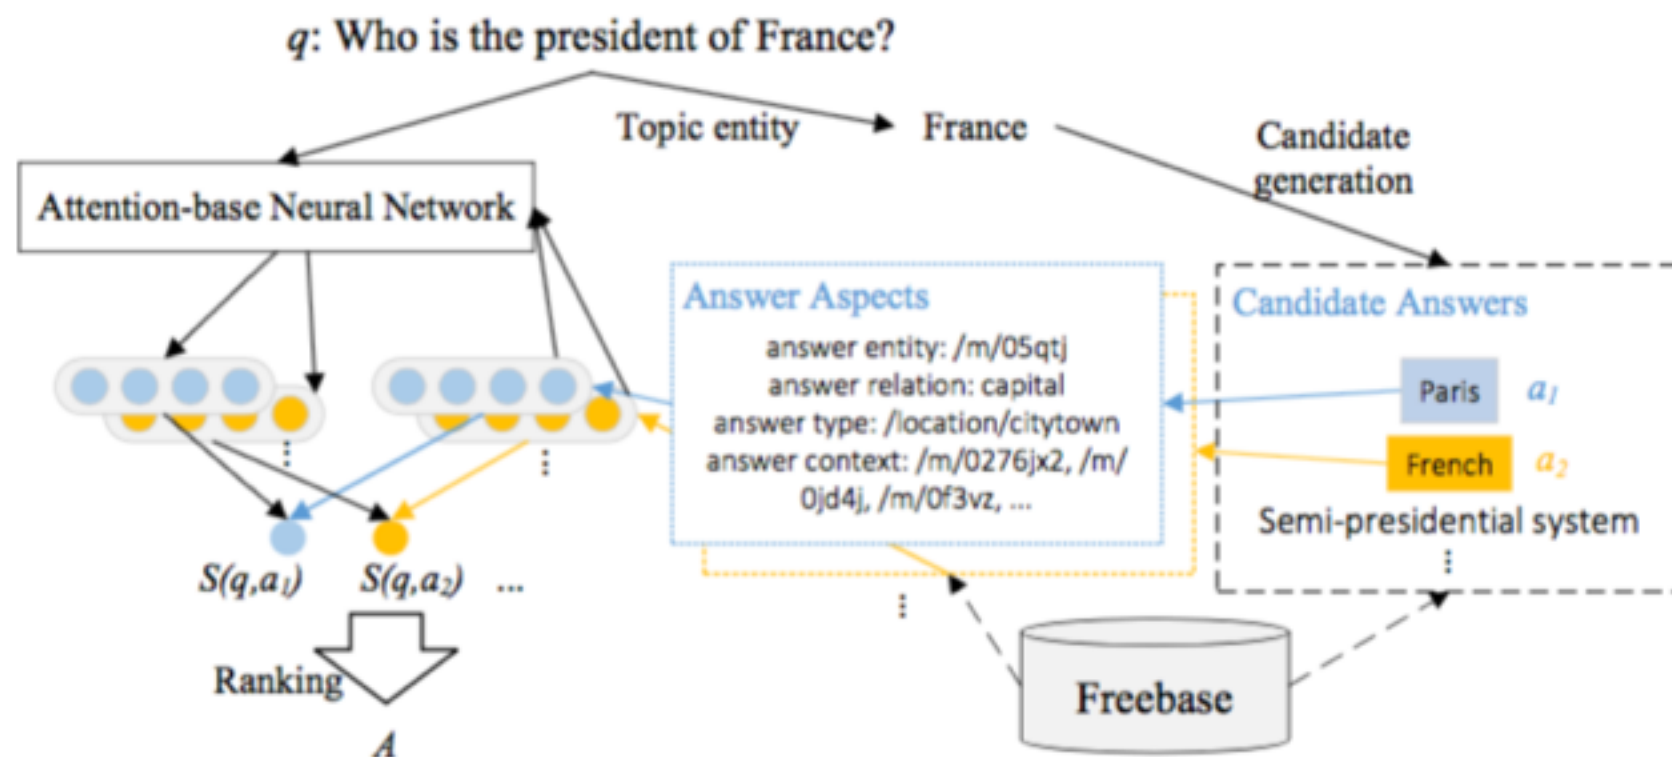 q: Who is the president of France?
Topic entity
France
Candidate
generation
Attention-base Neural Network
Answer Aspects
answer entity: /m/05qtj
answer relation: capital
answer type: /location/citytown
answer context: /m/0276jx2, /m/
0jd4j, /m/0f3vz, ...
Candidate Answers
Paris a1
French a2
Semi-presidential system
S(q,a1) S(q,a2) ...
Ranking
A
Freebase